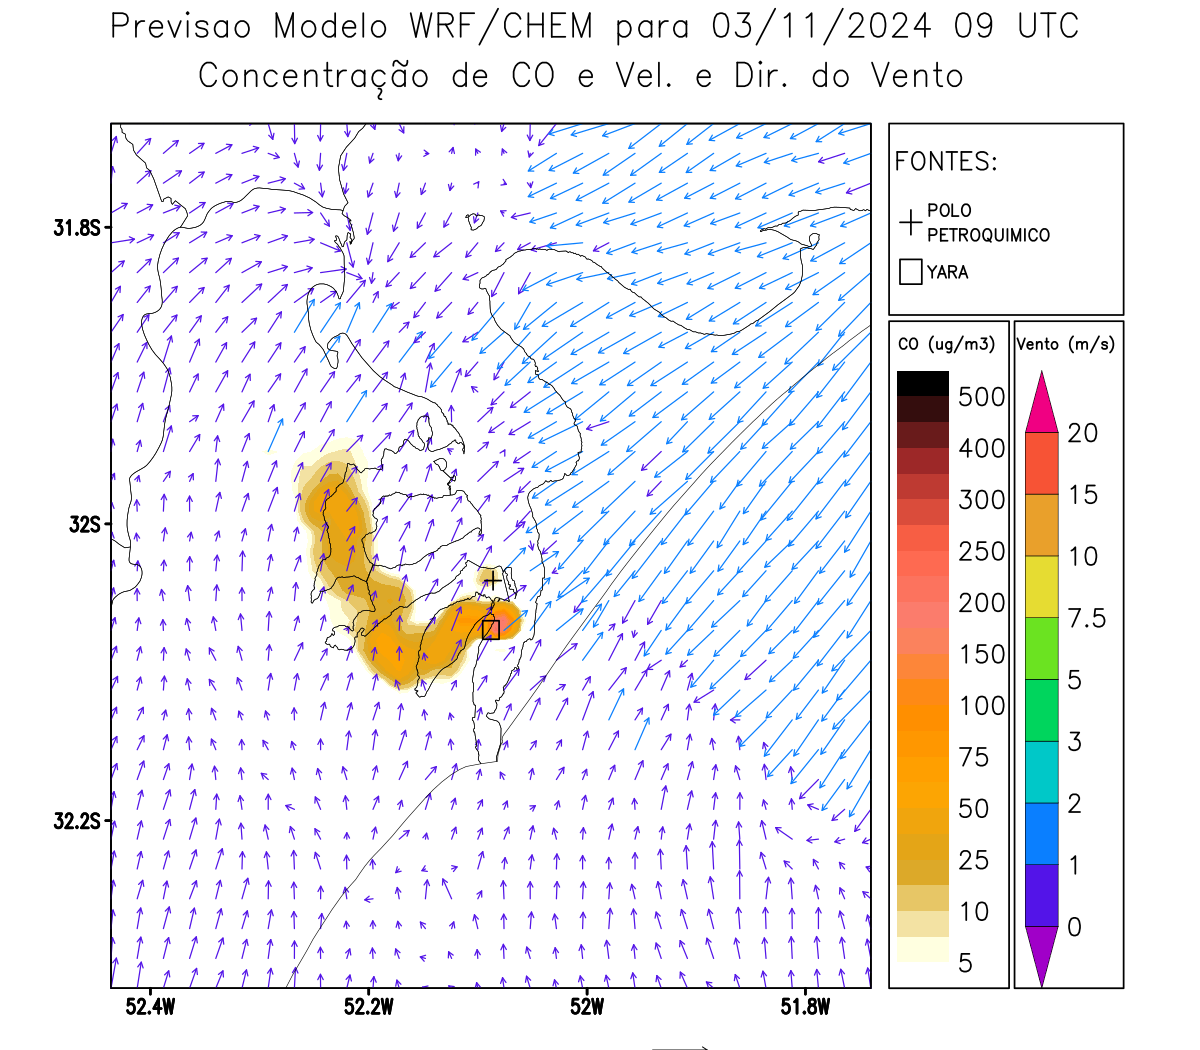 Previsao Modelo WRF/CHEM para 03/11/2024 09 UTC
Concentração de CO e Vel. e Dir. do Vento
FONTES:
POLO
PETROQUIMICO
YARA
CO (ug/m3)
500
400
300
250
200
150
100
75
50
25
10
5
Vento (m/s)
20
15
10
7.5
5
3
2
1
0
31.8S
32S
32.2S
52.4W
52.2W
52W
51.8W